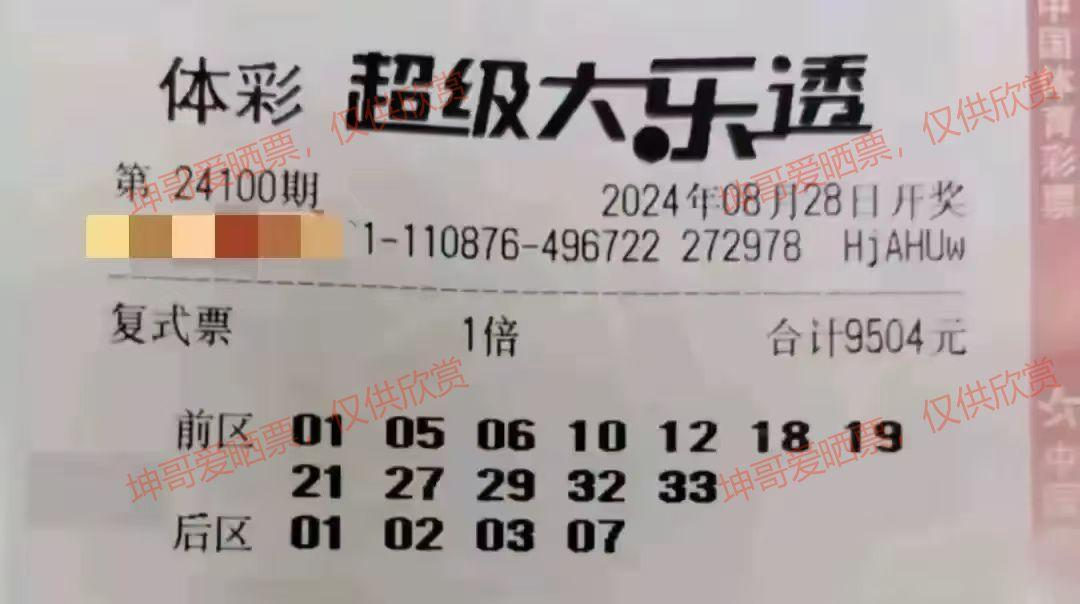 体彩 超级大乐透
第 24100期 2024年08月28日开奖
1-110876-496722 272978 HjAHUw
复式票 1倍 合计9504元
前区 01 05 06 10 12 18 19
21 27 29 32 33
后区 01 02 03 07
坤哥爱晒票，仅供欣赏
坤哥爱晒票，仅供欣赏
坤哥爱晒票，仅供欣赏
坤哥爱晒票，仅供欣赏
中国体育彩票
中国